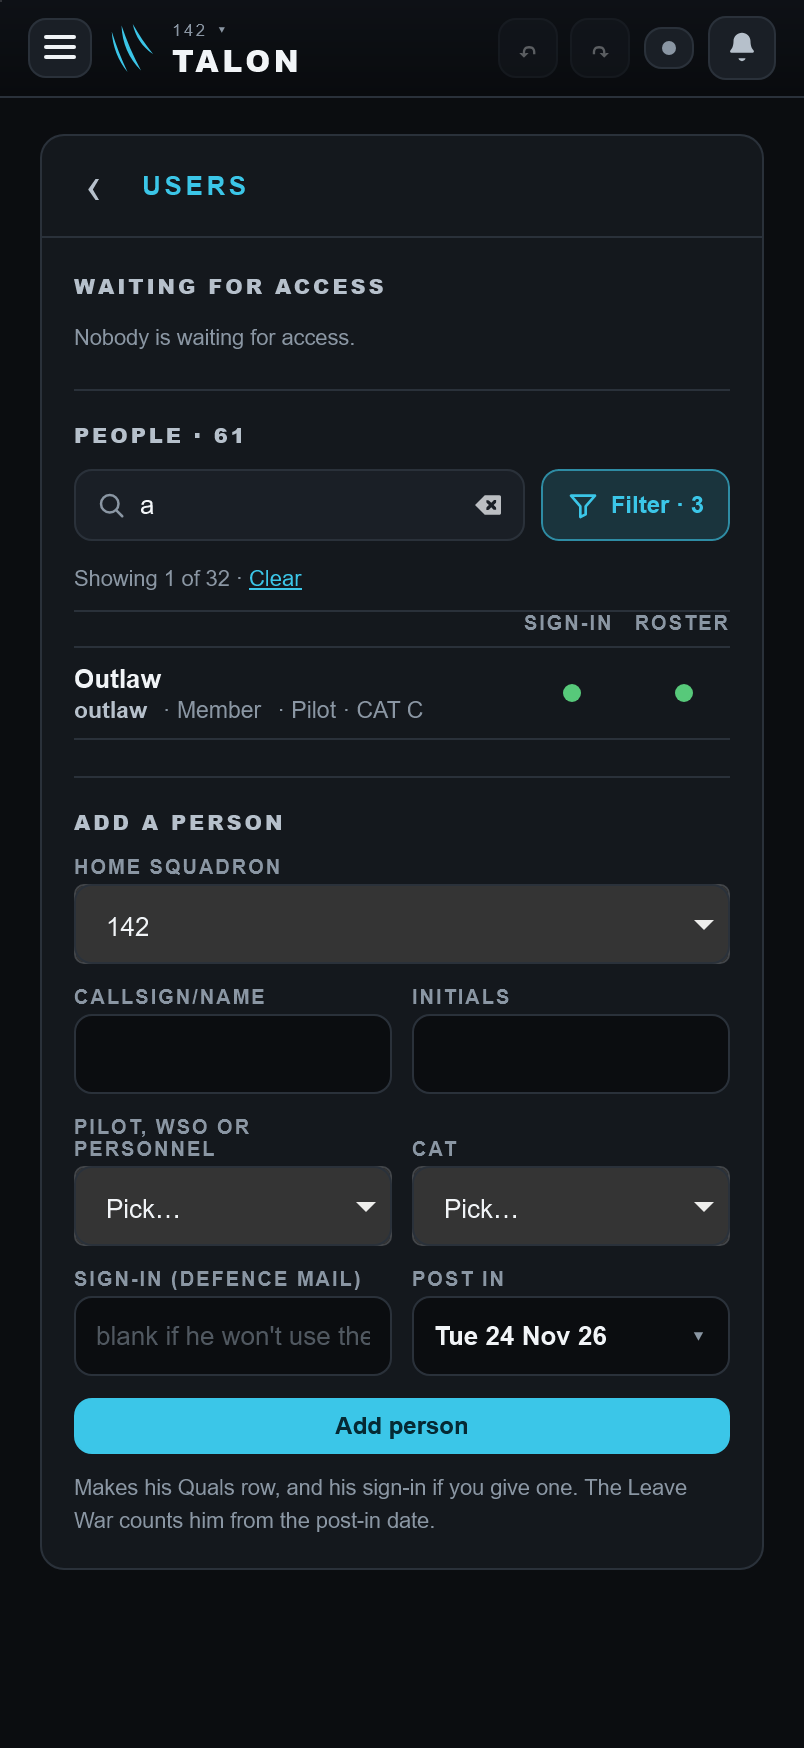 142 ▾
TALON
‹ USERS
WAITING FOR ACCESS
Nobody is waiting for access.
PEOPLE · 61
a
Filter · 3
Showing 1 of 32 · Clear
SIGN-IN ROSTER
Outlaw
outlaw · Member · Pilot · CAT C
ADD A PERSON
HOME SQUADRON
142
CALLSIGN/NAME INITIALS
PILOT, WSO OR
PERSONNEL CAT
Pick... Pick...
SIGN-IN (DEFENCE MAIL) POST IN
blank if he won't use the Tue 24 Nov 26 ▾
Add person
Makes his Quals row, and his sign-in if you give one. The Leave
War counts him from the post-in date.